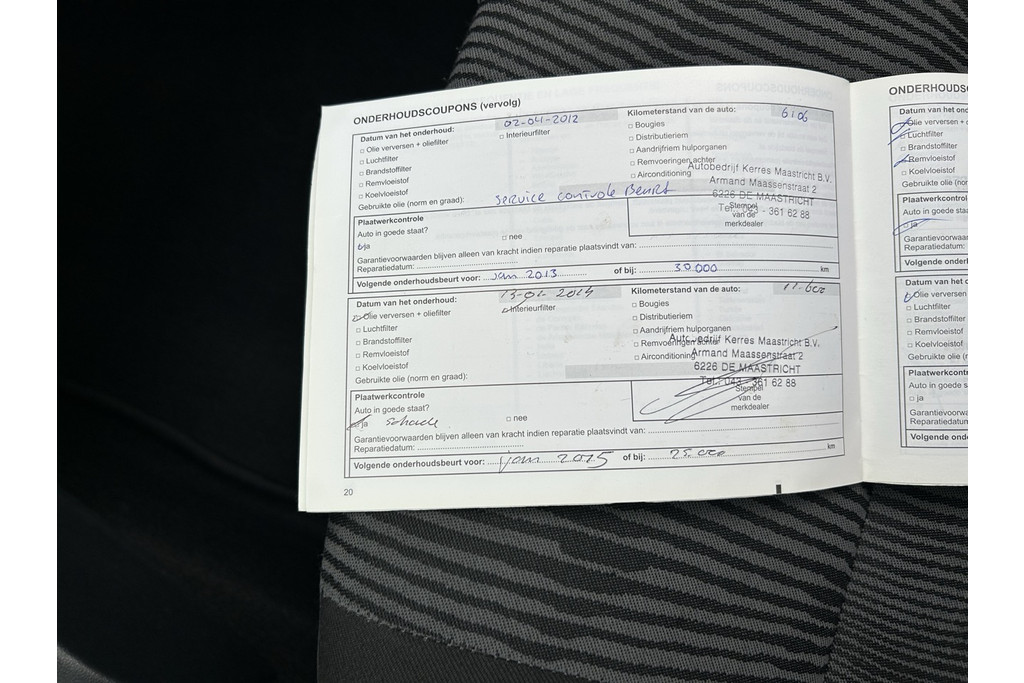 ONDERHOUDSCOUPONS (vervolg)
Datum van het onderhoud: 02-04-2012 Kilometerstand van de auto: 6106
□ Olie verversen + oliefilter □ Interieurfilter □ Bougies
□ Luchtfilter □ Distributieriem
□ Brandstoffilter □ Aandrijfriem hulporganen
□ Remvloeistof □ Remvoeringen achter
□ Koelvloeistof □ Airconditioning
Autobedrijf Kerres Maastricht B.V.
Armand Maassenstraat 2
6226 DE MAASTRICHT
Tel.: 043 - 361 62 88
Gebruikte olie (norm en graad): Service controle Beurt
Plaatwerkcontrole
Auto in goede staat?
□ ja □ nee
Stempel
van de
merkdealer
Garantievoorwaarden blijven alleen van kracht indien reparatie plaatsvindt van:
Reparatiedatum:
Volgende onderhoudsbeurt voor: jan 2013 of bij: 30.000 km
Datum van het onderhoud: 13-01-2014 Kilometerstand van de auto:
□ Olie verversen + oliefilter □ Interieurfilter □ Bougies
□ Luchtfilter □ Distributieriem
□ Brandstoffilter □ Aandrijfriem hulporganen
□ Remvloeistof □ Remvoeringen achter
□ Koelvloeistof □ Airconditioning
Autobedrijf Kerres Maastricht B.V.
Armand Maassenstraat 2
6226 DE MAASTRICHT
Tel.: 043 - 361 62 88
Gebruikte olie (norm en graad):
Plaatwerkcontrole
Auto in goede staat?
□ ja schade □ nee
Stempel
van de
merkdealer
Garantievoorwaarden blijven alleen van kracht indien reparatie plaatsvindt van:
Reparatiedatum:
Volgende onderhoudsbeurt voor: jan 2015 of bij: 25.000 km
20
ONDERHOUDS
Datum van het ond
Olie verversen +
□ Luchtfilter
□ Brandstoffilter
□ Remvloeistof
□ Koelvloeistof
Gebruikte olie (nor
Plaatwerkcontrol
Auto in goede staa
□ ja
Garantievoorwaa
Reparatiedatum:
Volgende onderh
Datum van het o
□ Olie verversen
□ Luchtfilter
□ Brandstoffilter
□ Remvloeistof
□ Koelvloeistof
Gebruikte olie (
Plaatwerkcontr
Auto in goede s
□ ja
Garantievoorwa
Reparatiedatum
Volgende ond